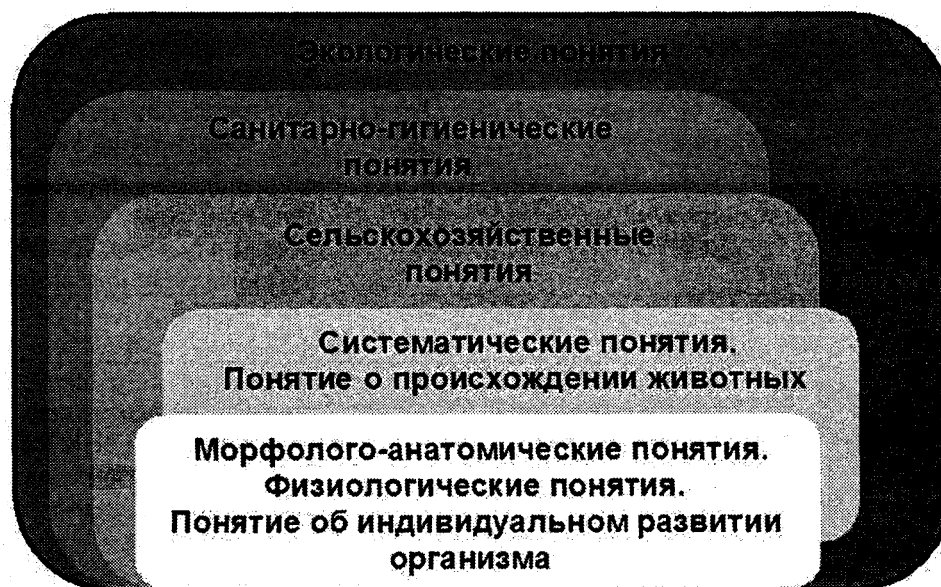 Экологические понятия
Санитарно-гигиенические
понятия
Сельскохозяйственные
понятия
Систематические понятия.
Понятие о происхождении животных
Морфолого-анатомические понятия.
Физиологические понятия.
Понятие об индивидуальном развитии
организма